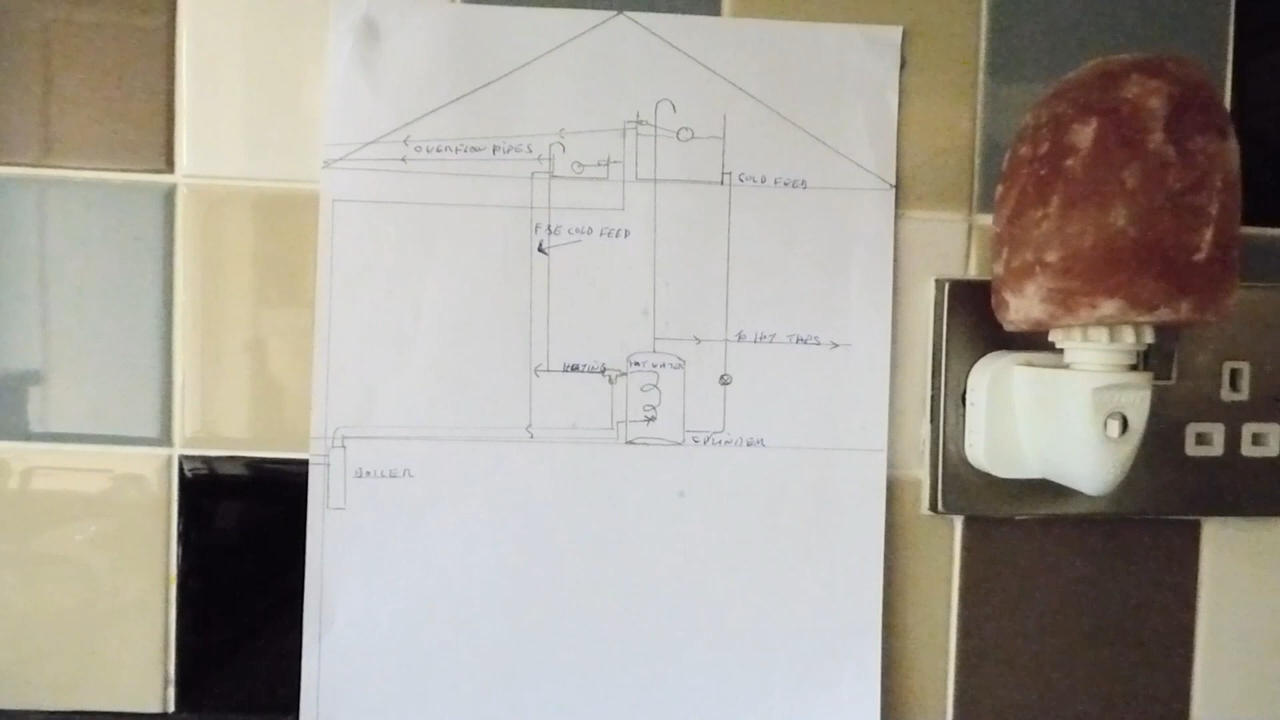 OVERFLOW PIPES
COLD FEED
F&E COLD FEED
TO HOT TAPS
HEATING
HOT WATER
CYLINDER
BOILER